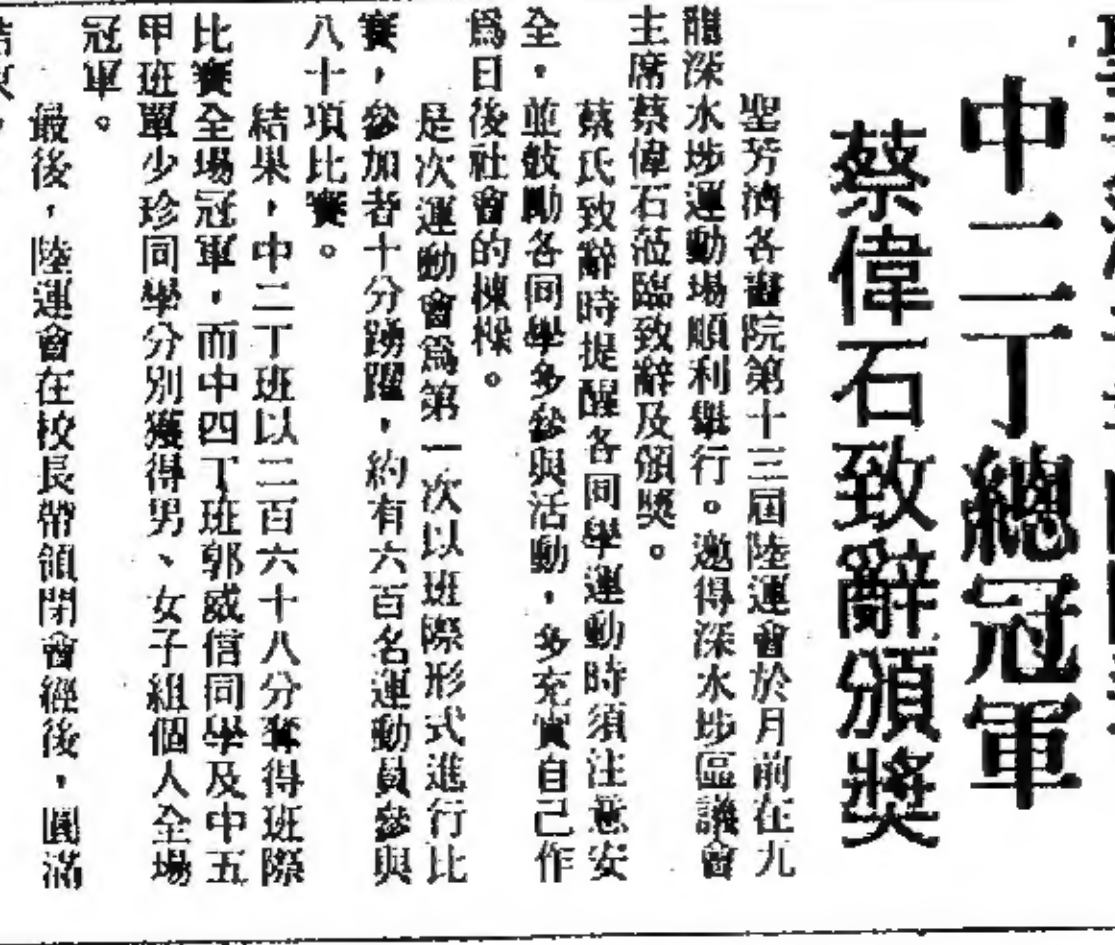 中二丁總冠軍
蔡偉石致辭頒獎
聖芳濟各書院第十三屆陸運會於月前在九
龍深水埗運動場順利舉行。邀得深水埗區議會
主席蔡偉石蒞臨致辭及頒獎。
蔡氏致辭時提醒各同學運動時須注意安
全，並鼓勵各同學多參與活動，多充實自己作
爲日後社會的棟樑。
是次運動會爲第一次以班際形式進行比
賽，參加者十分踴躍，約有六百名運動員參與
八十項比賽。
結果，中二丁班以二百六十八分奪得班際
比賽全場冠軍，而中四丁班郭威信同學及中五
甲班單少珍同學分別獲得男、女子組個人全場
冠軍。
最後，陸運會在校長帶領閉會經後，圓滿
結束。